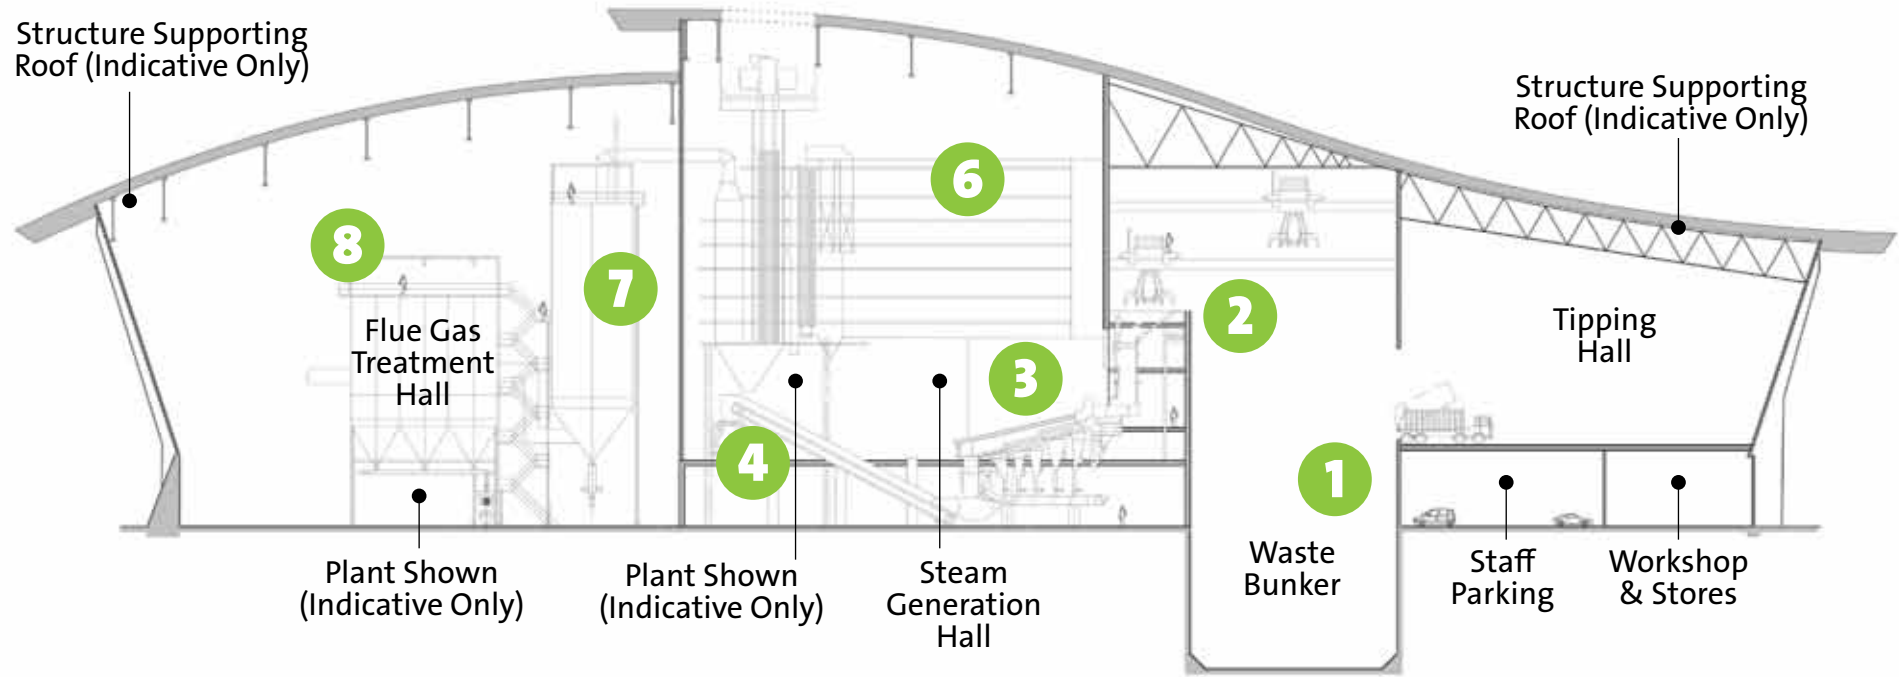 Structure Supporting
Roof (Indicative Only)
Structure Supporting
Roof (Indicative Only)
6
8
7
2
Flue Gas
Treatment
Hall
Tipping
Hall
3
4
1
Plant Shown
(Indicative Only)
Plant Shown
(Indicative Only)
Steam
Generation
Hall
Waste
Bunker
Staff
Parking
Workshop
& Stores